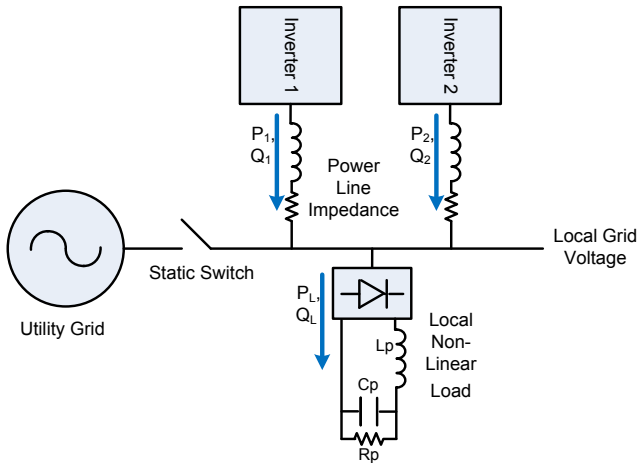 Inverter 1
Inverter 2
P1,
Q1
P2,
Q2
Power
Line
Impedance
Local Grid
Voltage
Static Switch
Utility Grid
PL,
QL
Lp
Local
Non-
Linear
Load
Cp
Rp